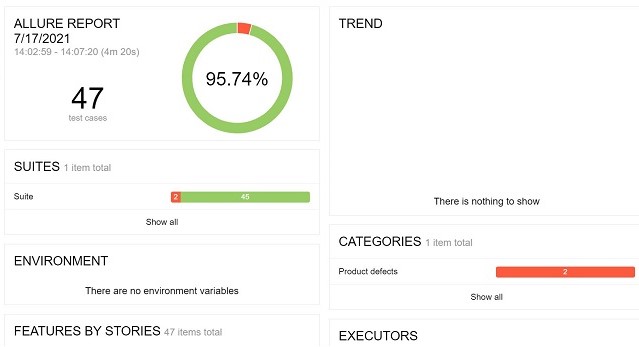 ALLURE REPORT
7/17/2021
14:02:59 - 14:07:20 (4m 20s)
47
test cases
95.74%
SUITES 1 item total
Suite 2 45
Show all
ENVIRONMENT
There are no environment variables
FEATURES BY STORIES 47 items total
TREND
There is nothing to show
CATEGORIES 1 item total
Product defects 2
Show all
EXECUTORS